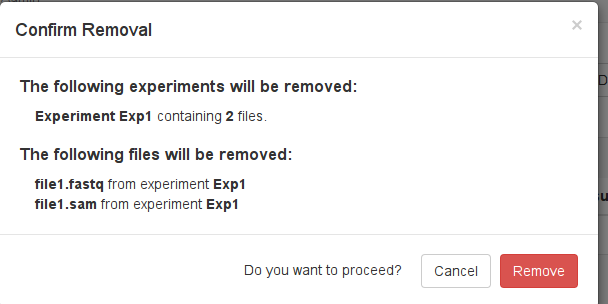 Confirm Removal ×
The following experiments will be removed:
Experiment Exp1 containing 2 files.
The following files will be removed:
file1.fastq from experiment Exp1
file1.sam from experiment Exp1
Do you want to proceed? Cancel Remove